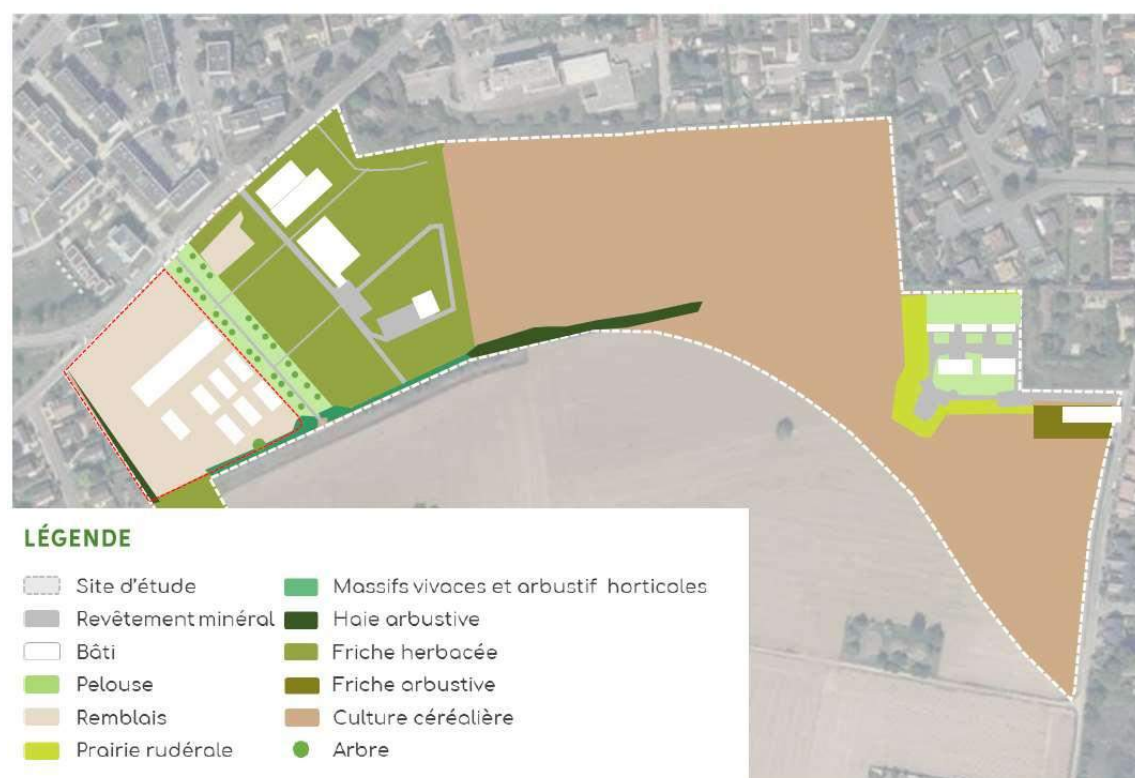 LÉGENDE
Site d'étude
Revêtement minéral
Bâti
Pelouse
Remblais
Prairie rudérale
Massifs vivaces et arbustif horticoles
Haie arbustive
Friche herbacée
Friche arbustive
Culture céréalière
Arbre